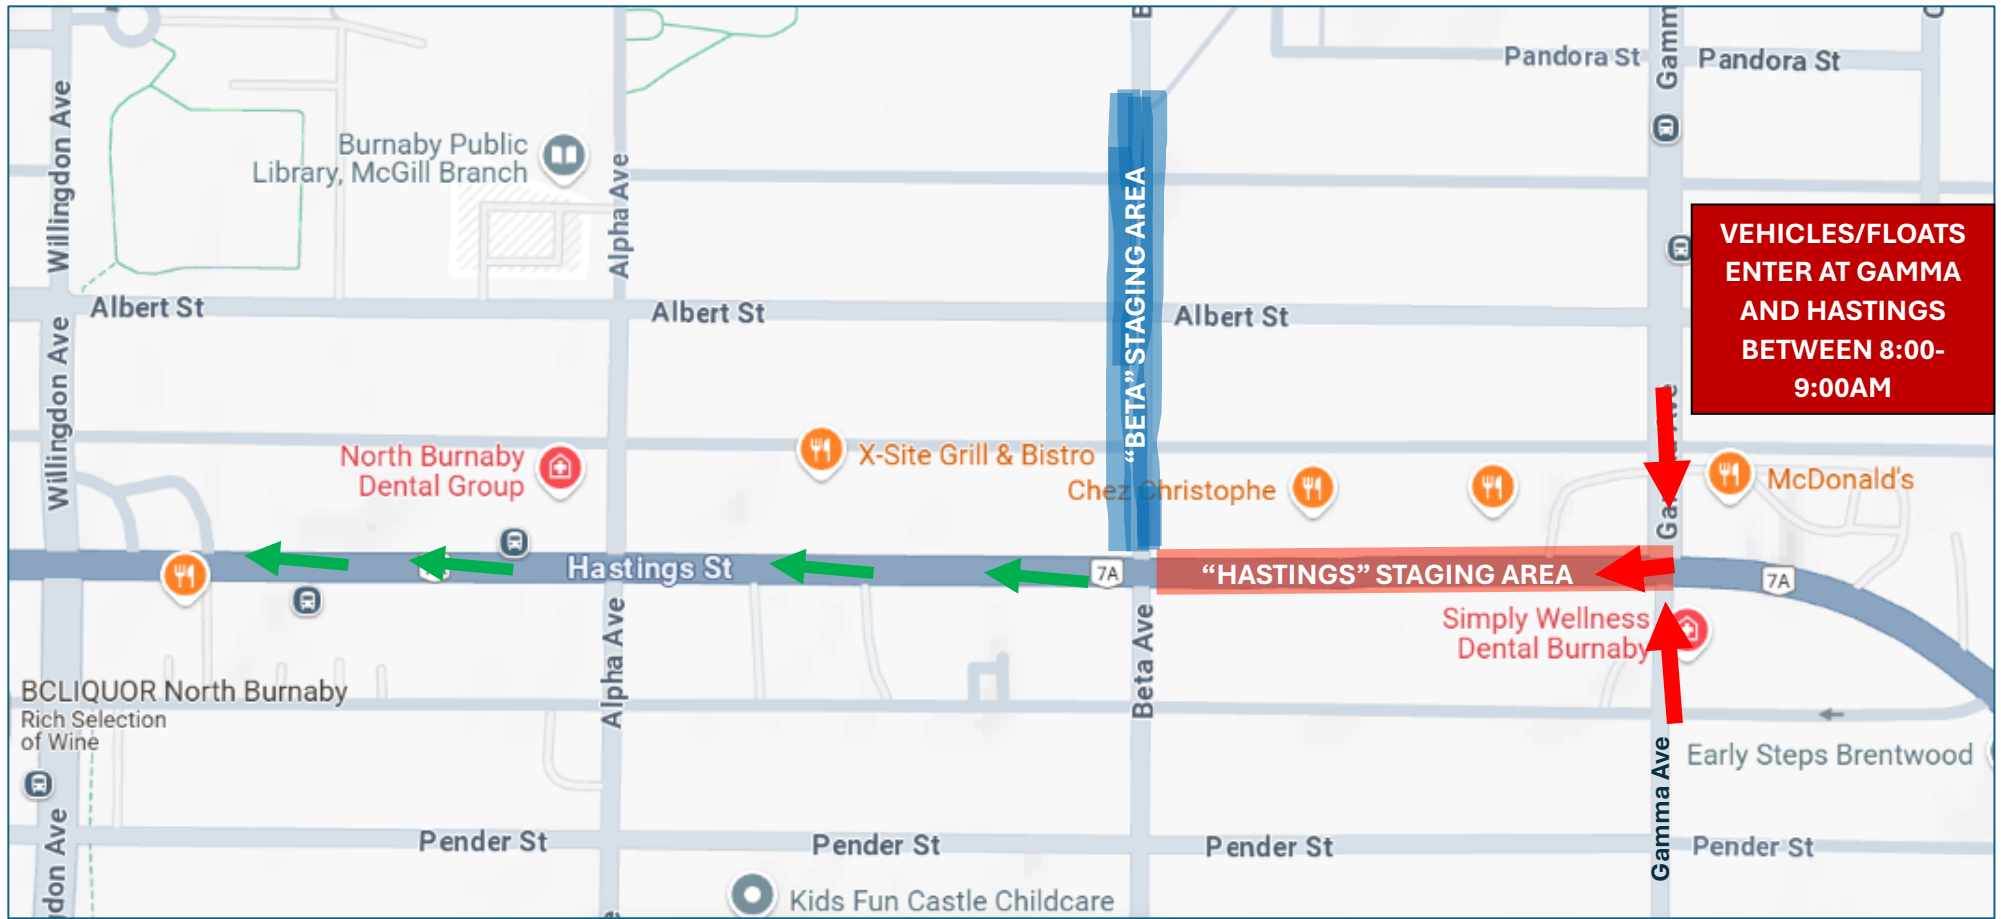 Pandora St
Pandora St
Gamm
Willingdon Ave
Burnaby Public
Library, McGill Branch
Alpha Ave
"BETA" STAGING AREA
VEHICLES/FLOATS
ENTER AT GAMMA
AND HASTINGS
BETWEEN 8:00-
9:00AM
Albert St
Albert St
Albert St
Willingdon Ave
North Burnaby
Dental Group
X-Site Grill & Bistro
Chez Christophe
McDonald's
Hastings St
7A
"HASTINGS" STAGING AREA
7A
Simply Wellness
Dental Burnaby
Alpha Ave
Beta Ave
BCLIQUOR North Burnaby
Rich Selection
of Wine
Gamma Ave
Early Steps Brentwood
gdon Ave
Pender St
Pender St
Pender St
Pender St
Kids Fun Castle Childcare